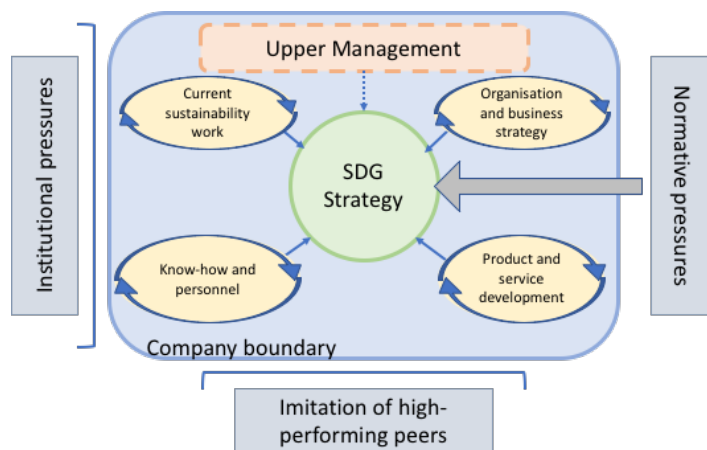 Upper Management
Current
sustainability
work
Organisation
and business
strategy
Institutional pressures
SDG
Strategy
Normative pressures
Know-how and
personnel
Product and
service
development
Company boundary
Imitation of high-
performing peers